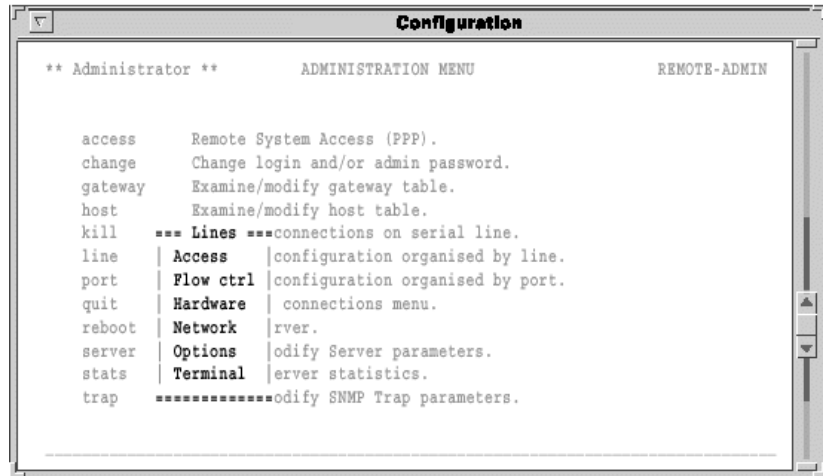 Configuration
** Administrator ** ADMINISTRATION MENU REMOTE-ADMIN
access Remote System Access (PPP).
change Change login and/or admin password.
gateway Examine/modify gateway table.
host Examine/modify host table.
kill === Lines ===connections on serial line.
line | Access |configuration organised by line.
port | Flow ctrl |configuration organised by port.
quit | Hardware | connections menu.
reboot | Network |rver.
server | Options |odify Server parameters.
stats | Terminal |erver statistics.
trap =============odify SNMP Trap parameters.